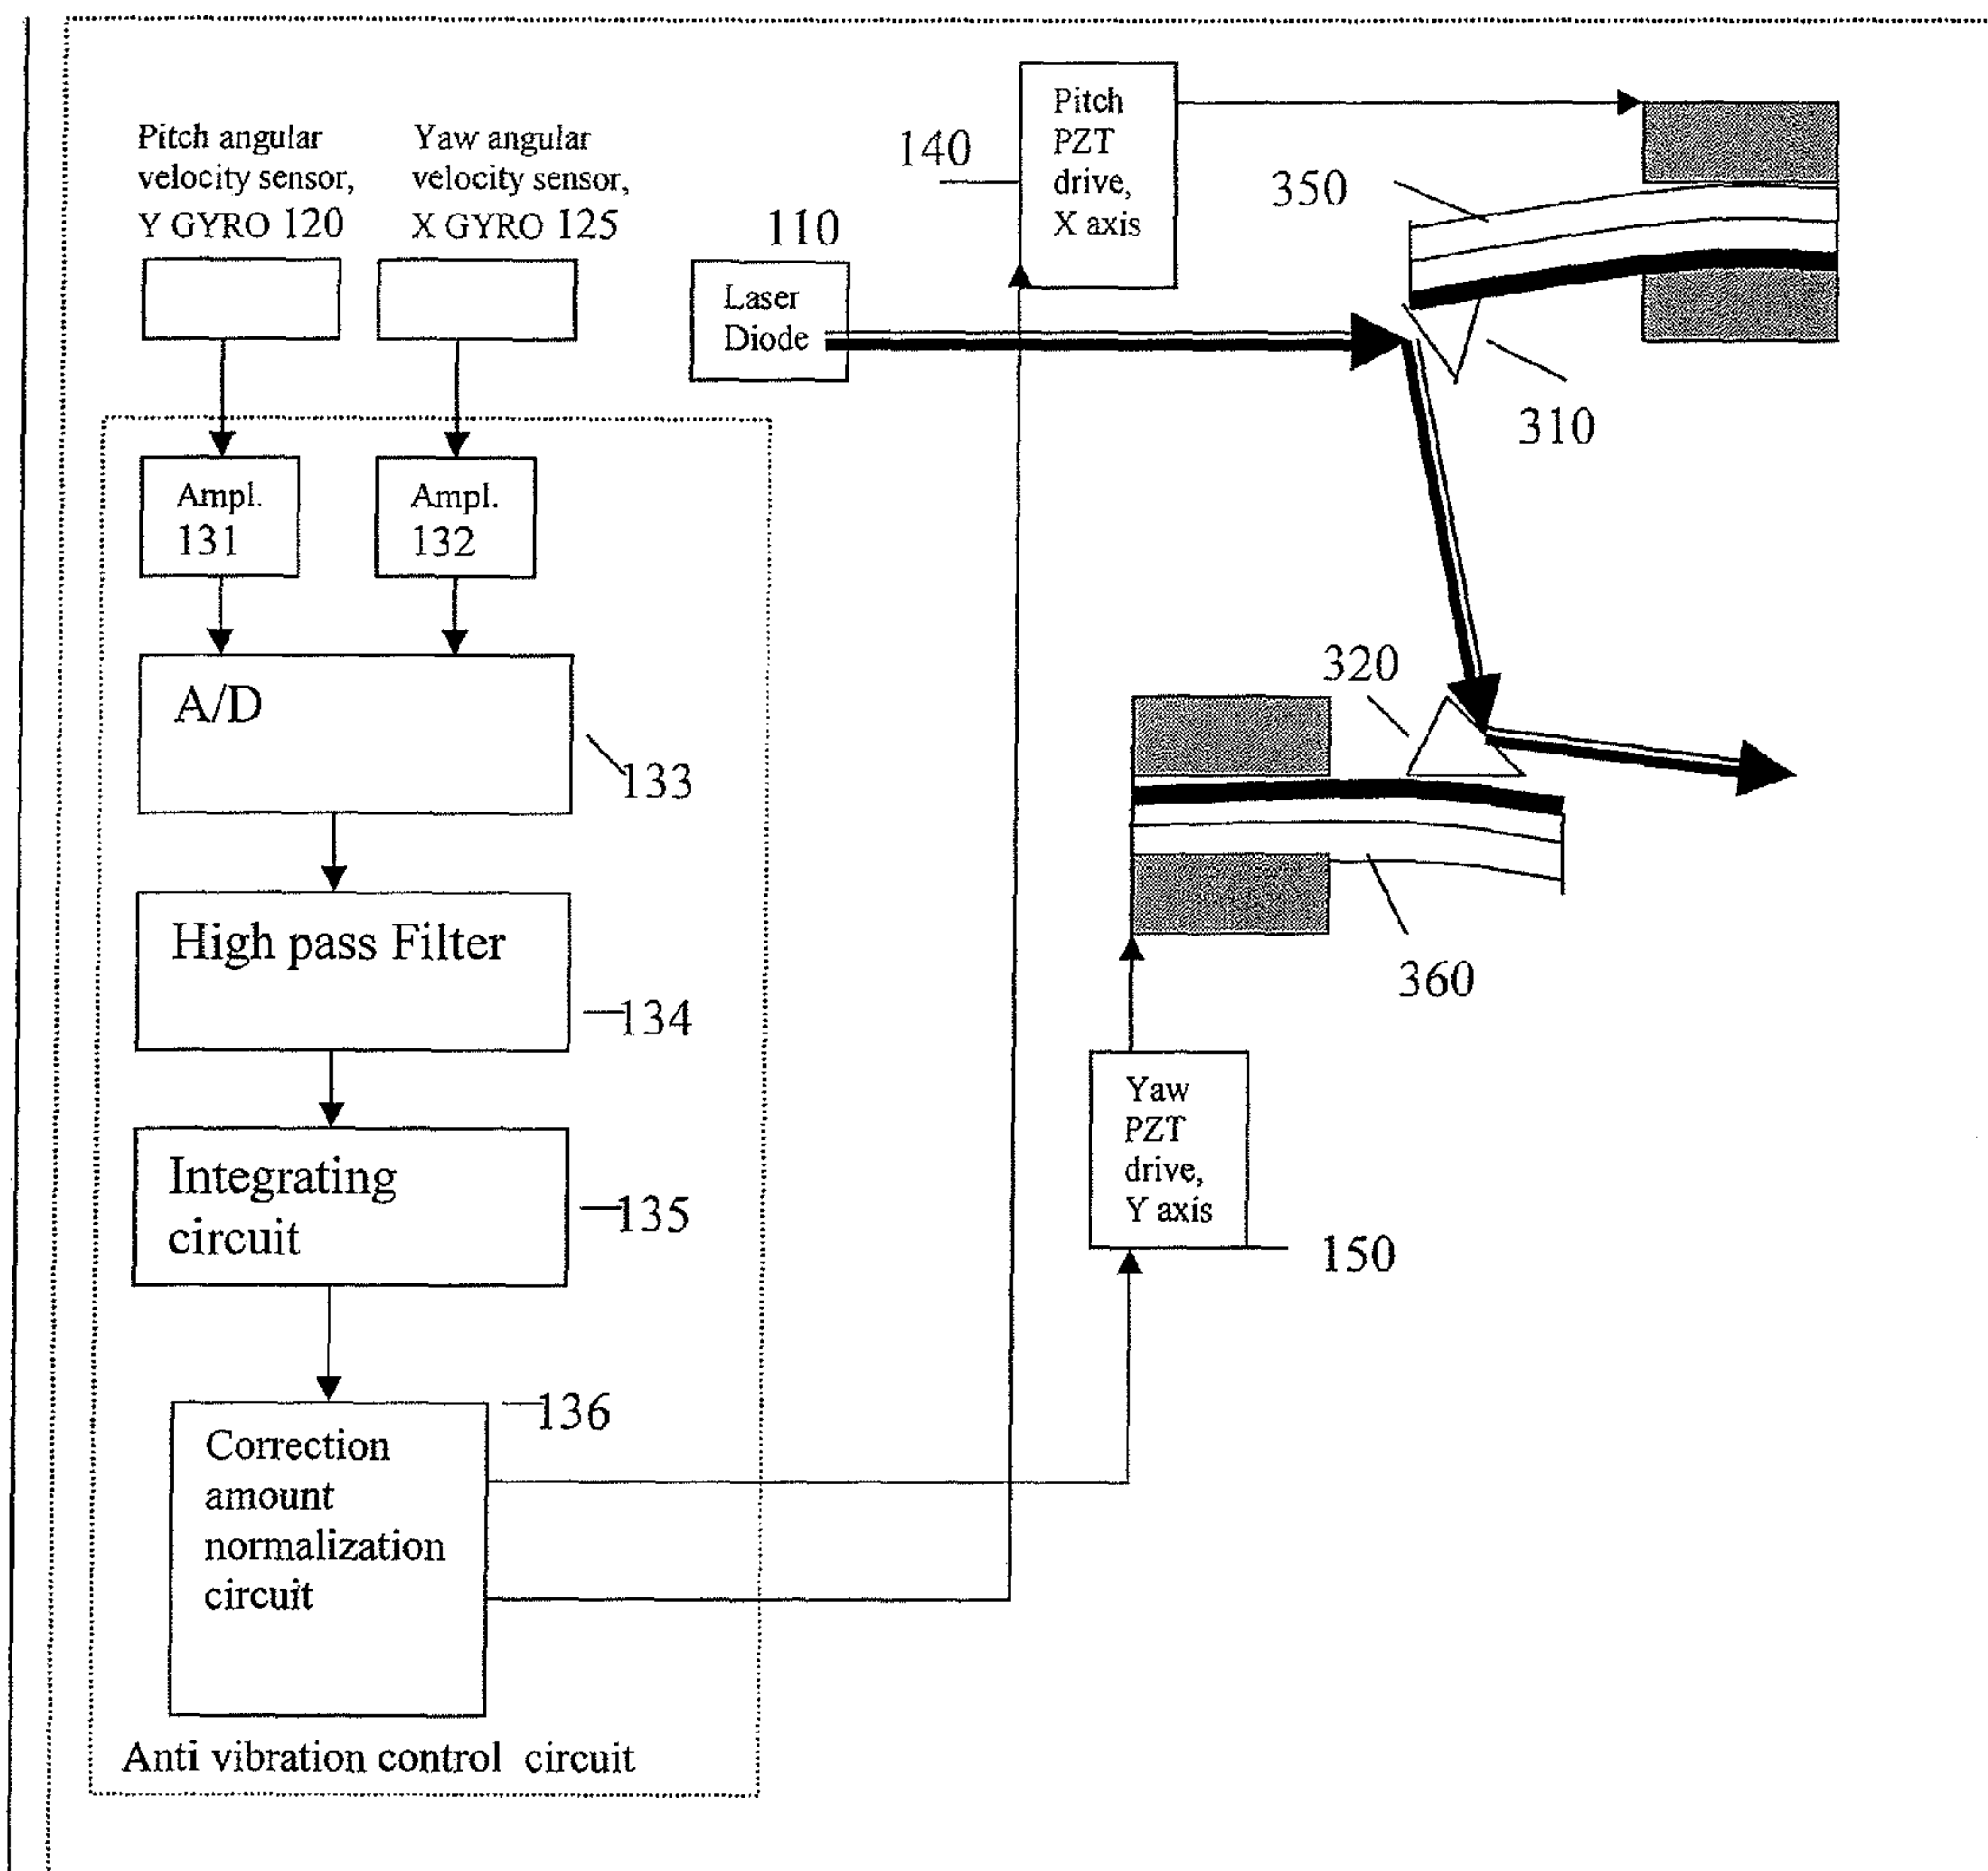 Pitch angular
velocity sensor,
Y GYRO 120
Yaw angular
velocity sensor,
X GYRO 125
110
Laser
Diode
140
Pitch
PZT
drive,
X axis
350
310
Ampl.
131
Ampl.
132
A/D
133
320
High pass Filter
134
360
Integrating
circuit
135
Yaw
PZT
drive,
Y axis
150
136
Correction
amount
normalization
circuit
Anti vibration control circuit